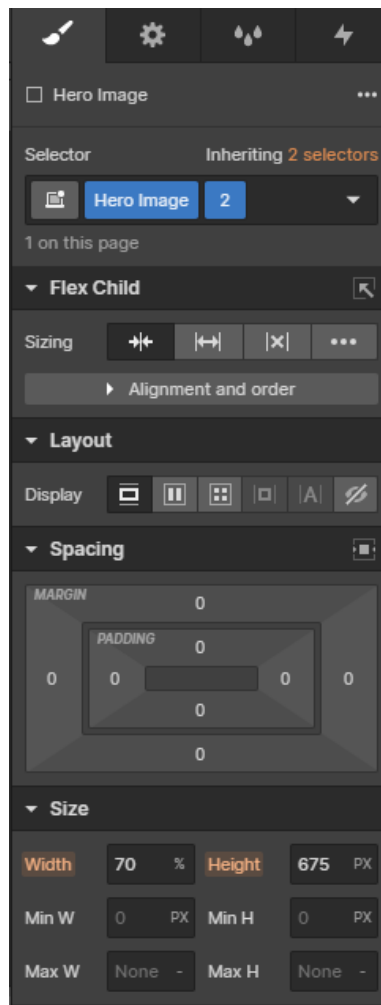 Hero Image
Selector Inheriting 2 selectors
Hero Image 2
1 on this page
Flex Child
Sizing
Alignment and order
Layout
Display A
Spacing
MARGIN
0
PADDING
0
0 0 0 0
0
0
Size
Width 70 % Height 675 PX
Min W 0 PX Min H 0 PX
Max W None - Max H None -